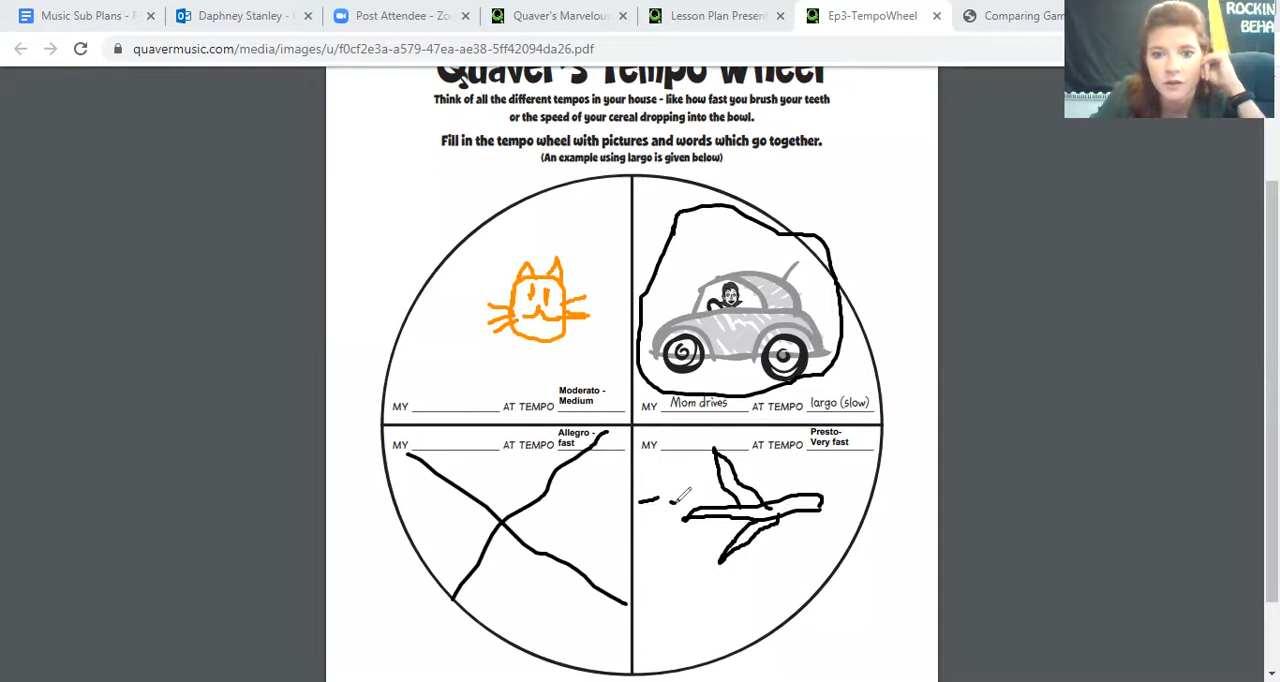 Music Sub Plans - F
Daphney Stanley -
Post Attendee - Zoo
Quaver's Marvelou
Lesson Plan Present
Ep3-TempoWheel
Comparing Gam
quavermusic.com/media/images/u/f0cf2e3a-a579-47ea-ae38-5ff42094da26.pdf
ROCKIN
BEHA
Quaver's Tempo Wheel
Think of all the different tempos in your house - like how fast you brush your teeth
or the speed of your cereal dropping into the bowl.
Fill in the tempo wheel with pictures and words which go together.
(An example using largo is given below)
Moderato -
Medium
MY AT TEMPO
MY Mom drives AT TEMPO largo (slow)
Allegro -
fast
MY AT TEMPO
Presto-
Very fast
MY AT TEMPO